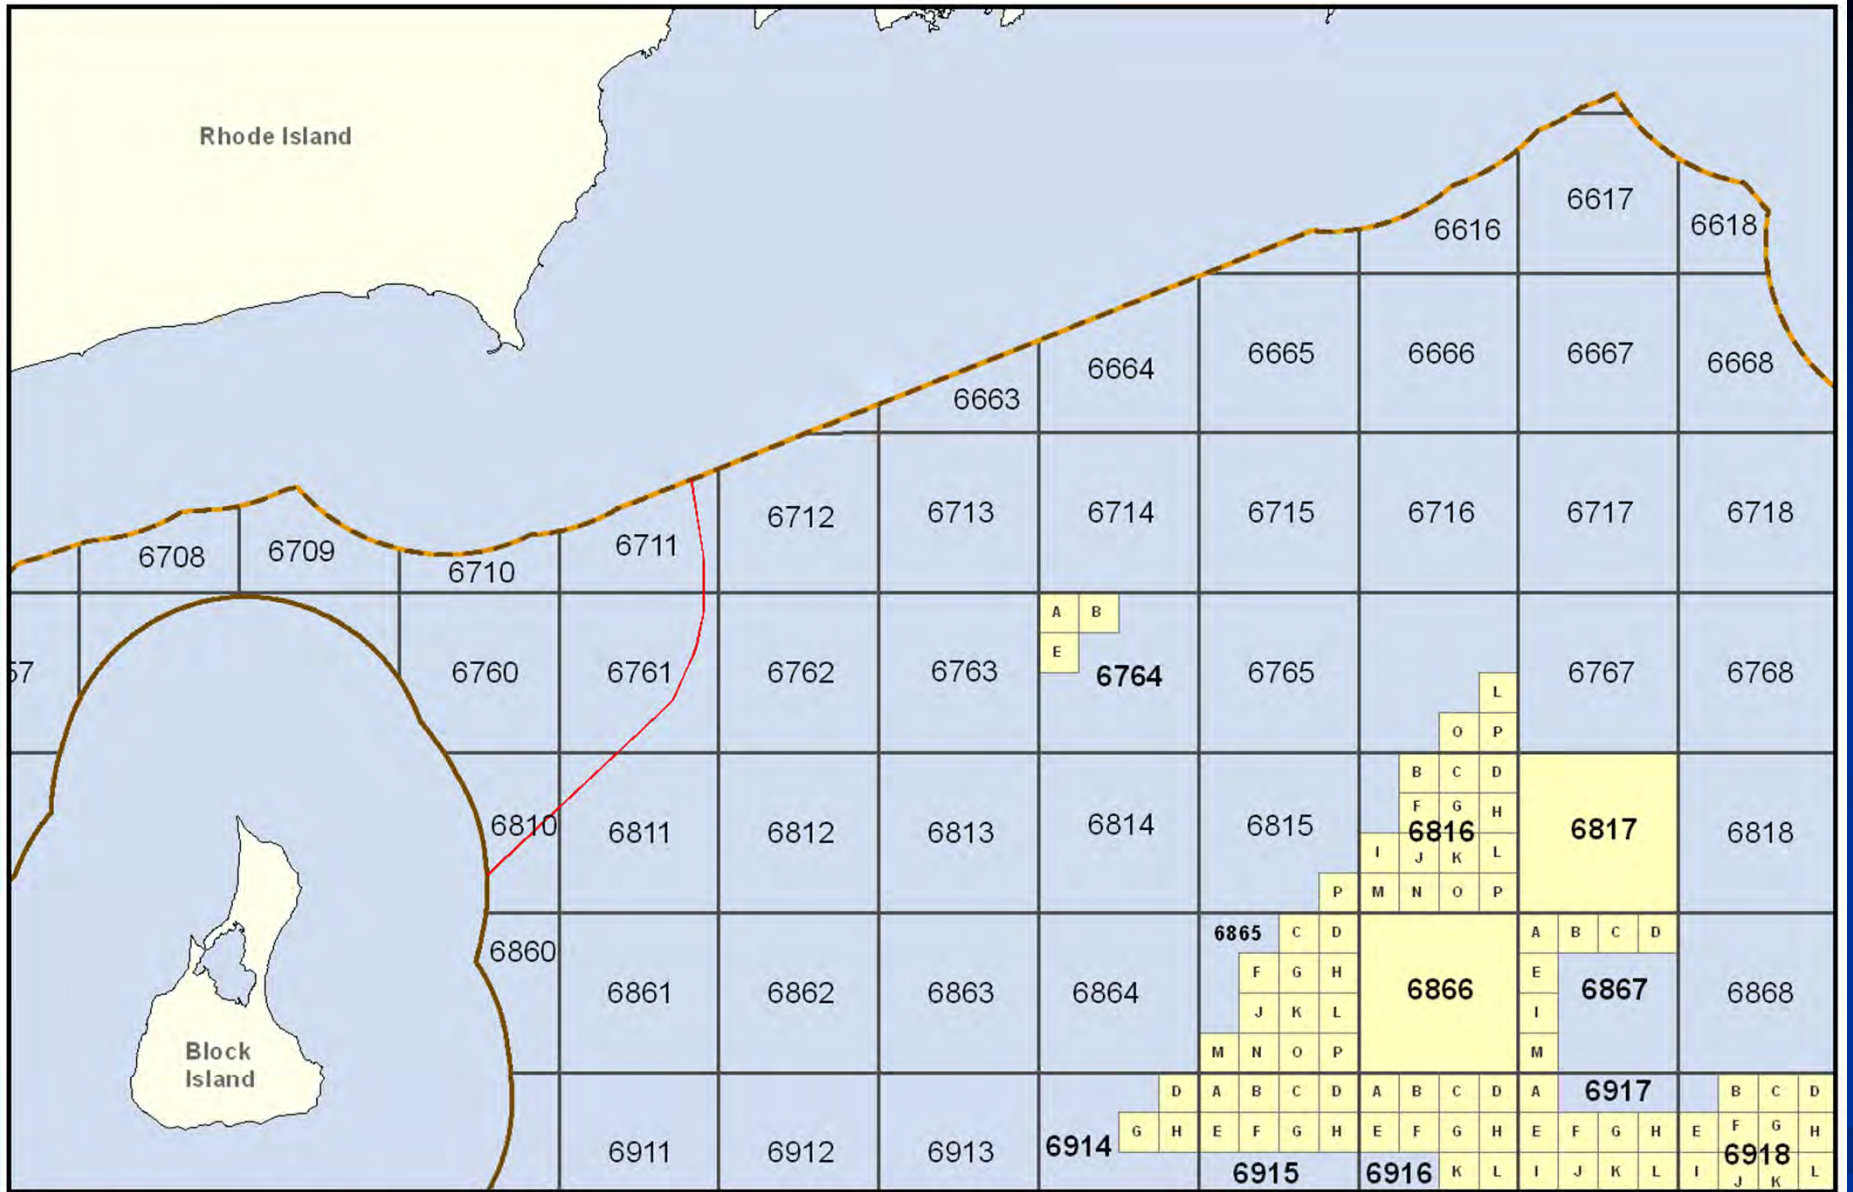 Rhode Island
6617
6616
6618
6664
6665
6666
6667
6668
6663
6712
6713
6714
6715
6716
6717
6718
6708
6709
6710
6711
A B
E
57
6760
6761
6762
6763
6764
6765
6767
6768
L
O P
B C D
F G H
6810
6811
6812
6813
6814
6815
6816
6817
6818
I J K L
P M N O P
6865 C D
A B C D
6860
F G H
E
6861
6862
6863
6864
6866
6867
6868
J K L
I
Block
Island
M N O P
M
D A B C D A B C D A 6917 B C D
G H E F G H E F G H E F G H E F G H
6911
6912
6913
6914
6915
6916
K L I J K L I
6918
J K L